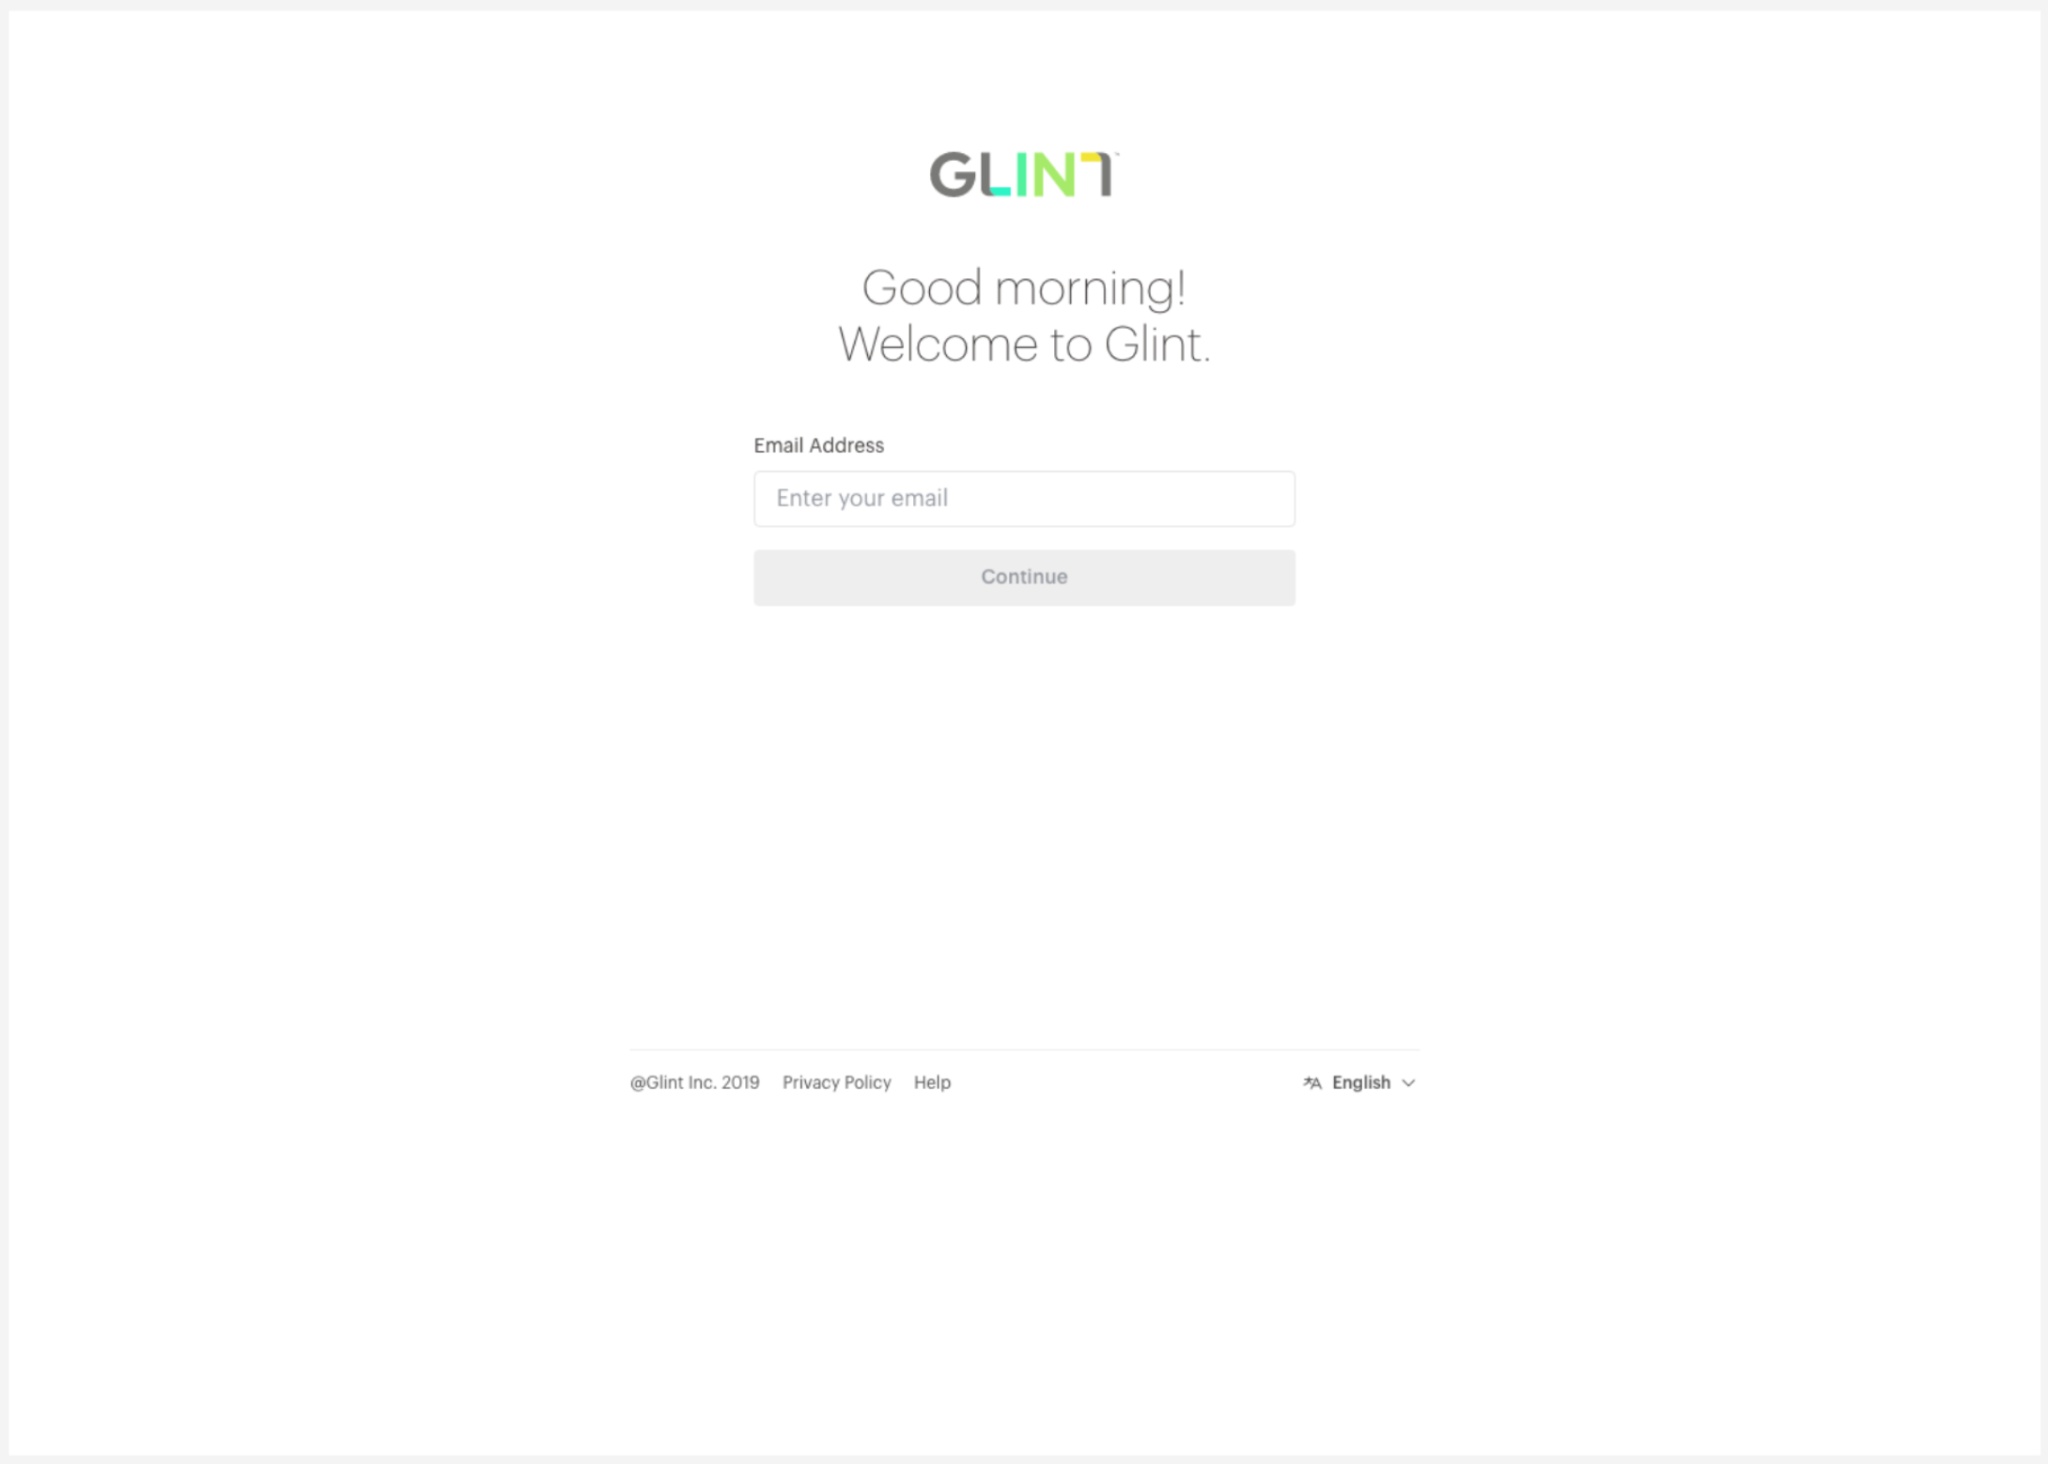 GLINT
Good morning!
Welcome to Glint.
Email Address
Enter your email
Continue
@Glint Inc. 2019 Privacy Policy Help English